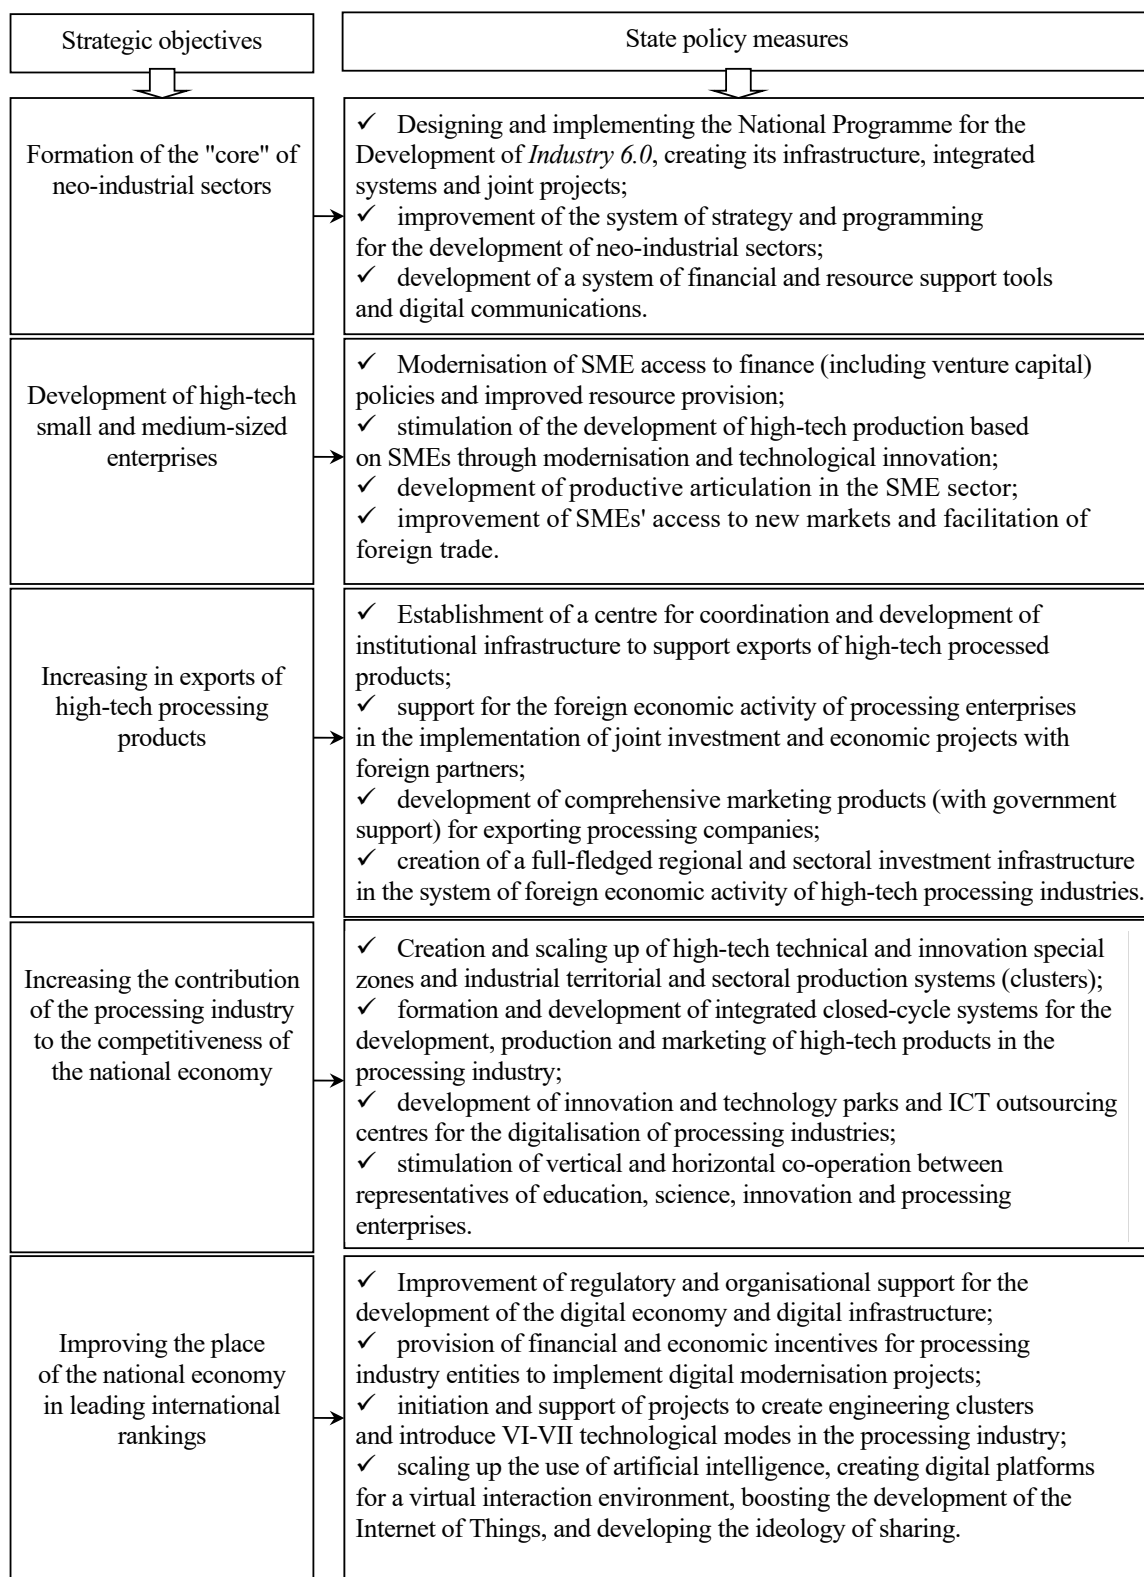 Strategic objectives
State policy measures
Formation of the "core" of
neo-industrial sectors
✓ Designing and implementing the National Programme for the
Development of Industry 6.0, creating its infrastructure, integrated
systems and joint projects;
✓ improvement of the system of strategy and programming
for the development of neo-industrial sectors;
✓ development of a system of financial and resource support tools
and digital communications.
Development of high-tech
small and medium-sized
enterprises
✓ Modernisation of SME access to finance (including venture capital)
policies and improved resource provision;
✓ stimulation of the development of high-tech production based
on SMEs through modernisation and technological innovation;
✓ development of productive articulation in the SME sector;
✓ improvement of SMEs' access to new markets and facilitation of
foreign trade.
Increasing in exports of
high-tech processing
products
✓ Establishment of a centre for coordination and development of
institutional infrastructure to support exports of high-tech processed
products;
✓ support for the foreign economic activity of processing enterprises
in the implementation of joint investment and economic projects with
foreign partners;
✓ development of comprehensive marketing products (with government
support) for exporting processing companies;
✓ creation of a full-fledged regional and sectoral investment infrastructure
in the system of foreign economic activity of high-tech processing industries.
Increasing the contribution
of the processing industry
to the competitiveness of
the national economy
✓ Creation and scaling up of high-tech technical and innovation special
zones and industrial territorial and sectoral production systems (clusters);
✓ formation and development of integrated closed-cycle systems for the
development, production and marketing of high-tech products in the
processing industry;
✓ development of innovation and technology parks and ICT outsourcing
centres for the digitalisation of processing industries;
✓ stimulation of vertical and horizontal co-operation between
representatives of education, science, innovation and processing
enterprises.
Improving the place
of the national economy
in leading international
rankings
✓ Improvement of regulatory and organisational support for the
development of the digital economy and digital infrastructure;
✓ provision of financial and economic incentives for processing
industry entities to implement digital modernisation projects;
✓ initiation and support of projects to create engineering clusters
and introduce VI-VII technological modes in the processing industry;
✓ scaling up the use of artificial intelligence, creating digital platforms
for a virtual interaction environment, boosting the development of the
Internet of Things, and developing the ideology of sharing.